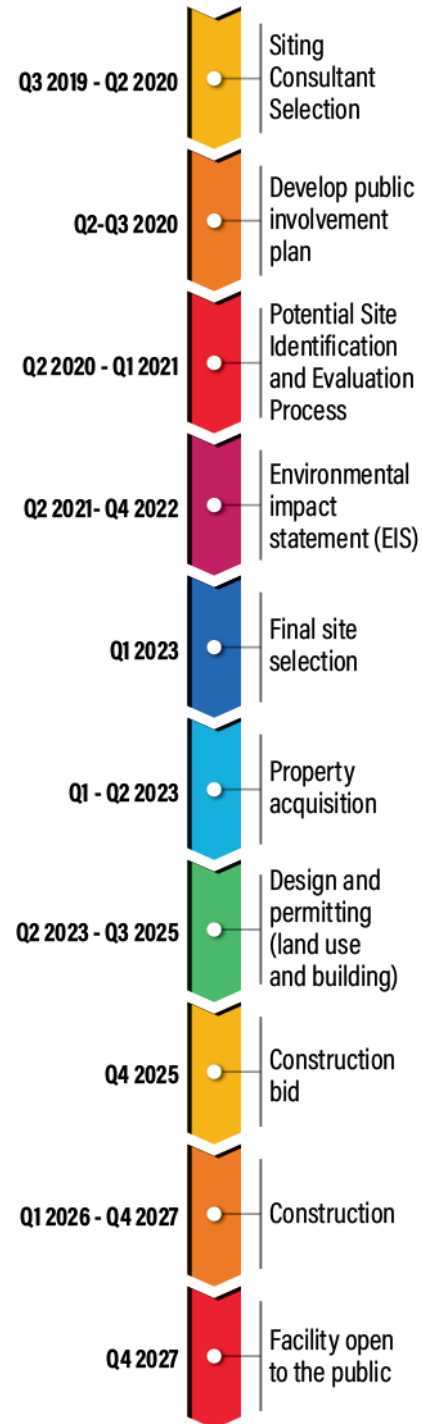 Q3 2019 - Q2 2020
Siting
Consultant
Selection
Q2-Q3 2020
Develop public
involvement
plan
Q2 2020 - Q1 2021
Potential Site
Identification
and Evaluation
Process
Q2 2021- Q4 2022
Environmental
impact
statement (EIS)
Q1 2023
Final site
selection
Q1 - Q2 2023
Property
acquisition
Q2 2023 - Q3 2025
Design and
permitting
(land use
and building)
Q4 2025
Construction
bid
Q1 2026 - Q4 2027
Construction
Q4 2027
Facility open
to the public